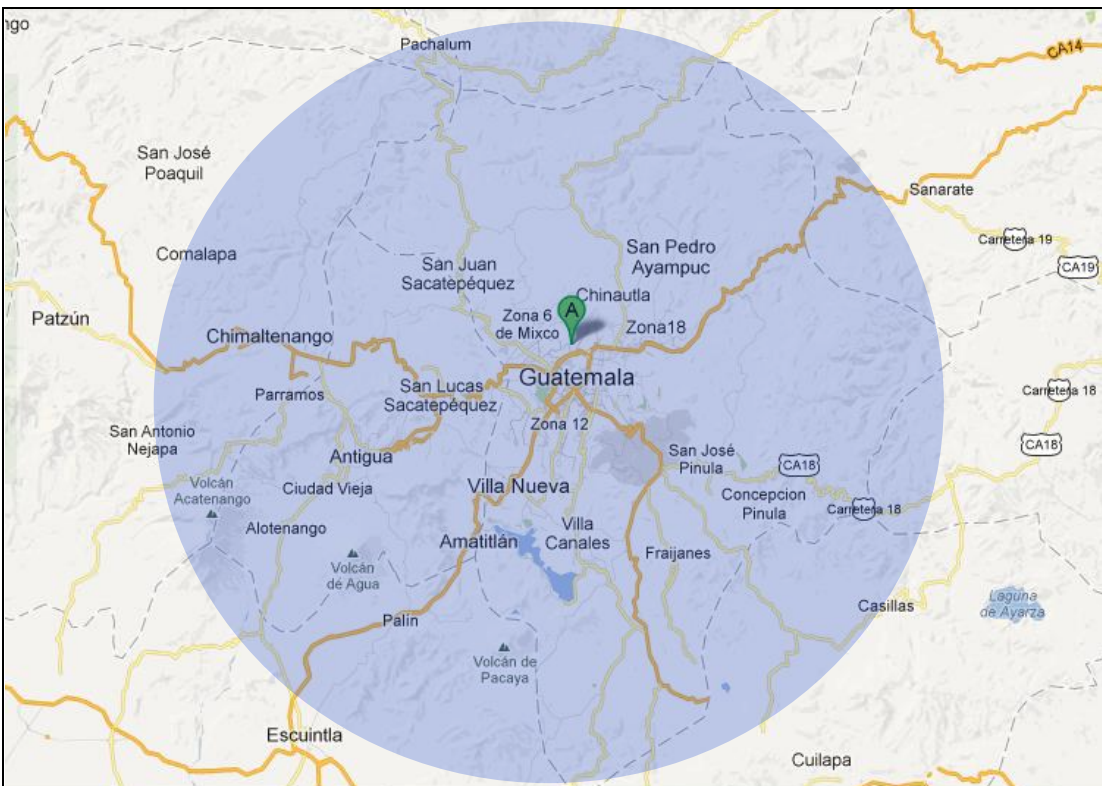 ngo
Pachalum
CA14
San José
Poaquil
Sanarate
Comalapa
San Juan
Sacatepéquez
San Pedro
Ayampuc
Carretera 19
CA19
Chinautla
A
Patzún
Zona 6
de Mixco
Zona18
Chimaltenango
Guatemala
Parramos
San Lucas
Sacatepéquez
Carretera 18
Zona 12
San Antonio
Nejapa
Antigua
San José
Pinula
CA18
CA18
Volcán
Acatenango
Ciudad Vieja
Villa Nueva
Concepcion
Pinula
Carretera 18
Alotenango
Amatitlán
Villa
Canales
Fraijanes
Volcán
de Agua
Palín
Casillas
Laguna
de Ayarza
Volcán de
Pacaya
Escuintla
Cuilapa